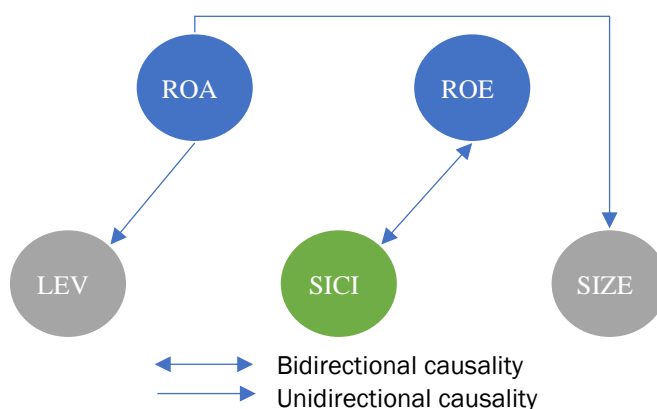 ROA
ROE
LEV
SICI
SIZE
Bidirectional causality
Unidirectional causality